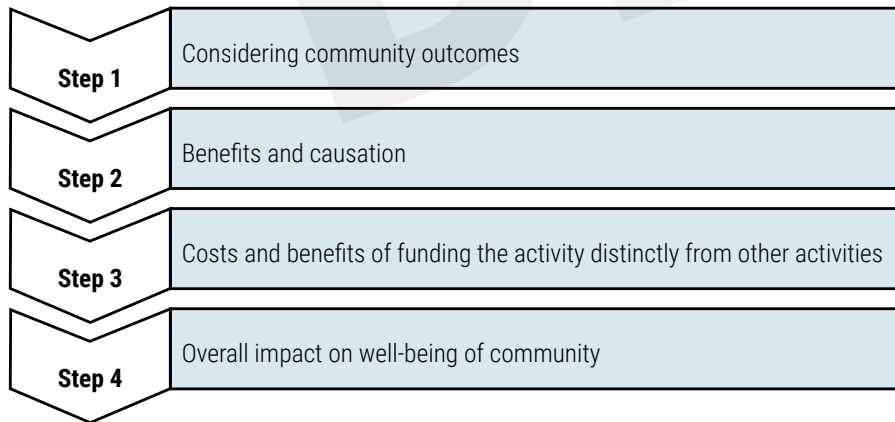 Step 1
Considering community outcomes
Step 2
Benefits and causation
Step 3
Costs and benefits of funding the activity distinctly from other activities
Step 4
Overall impact on well-being of community